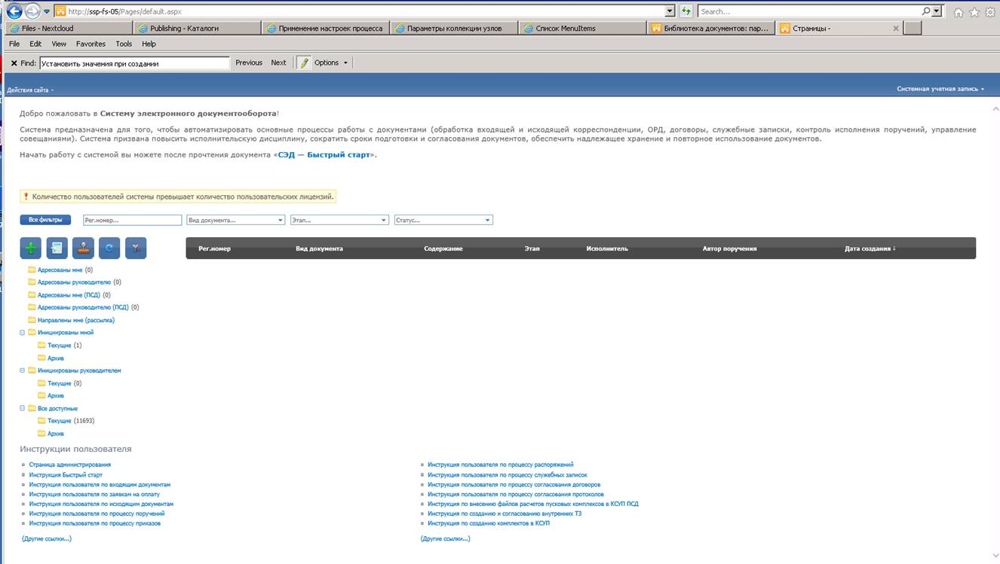 http://ssp-fs-05/Pages/default.aspx
Search...
Files - Nextcloud
Publishing - Каталоги
Применение настроек процесса
Параметры коллекции узлов
Список MenuItems
Библиотека документов: пар...
Страницы -
File Edit View Favorites Tools Help
Find: Установить значения при создании Previous Next Options
Действия сайта
Системная учетная запись
Добро пожаловать в Систему электронного документооборота!
Система предназначена для того, чтобы автоматизировать основные процессы работы с документами (обработка входящей и исходящей корреспонденции, ОРД, договоры, служебные записки, контроль исполнения поручений, управление
совещаниями). Система призвана повысить исполнительскую дисциплину, сократить сроки подготовки и согласования документов, обеспечить надлежащее хранение и повторное использование документов.
Начать работу с системой вы можете после прочтения документа «СЭД — Быстрый старт».
Количество пользователей системы превышает количество пользовательских лицензий.
Все фильтры Рег.номер... Вид документа... Этап... Статус...
Рег.номер Вид документа Содержание Этап Исполнитель Автор поручения Дата создания ↓
Адресованы мне (0)
Адресованы руководителю (0)
Адресованы мне (ПСД) (0)
Адресованы руководителю (ПСД) (0)
Направлены мне (рассылка)
Инициированы мной
Текущие (1)
Архив
Инициированы руководителем
Текущие (0)
Архив
Все доступные
Текущие (11693)
Архив
Инструкции пользователя
Страница администрирования
Инструкция Быстрый старт
Инструкция пользователя по входящим документам
Инструкция пользователя по заявкам на оплату
Инструкция пользователя по исходящим документам
Инструкция пользователя по процессу поручений
Инструкция пользователя по процессу приказов
(Другие ссылки...)
Инструкция пользователя по процессу распоряжений
Инструкция пользователя по процессу служебных записок
Инструкция пользователя по процессу согласования договоров
Инструкция пользователя по процессу согласования протоколов
Инструкция по внесению файлов расчетов пусковых комплексов в КСУП ПСД
Инструкция по созданию и согласованию внутренних ТЗ
Инструкция по созданию комплектов в КСУП
(Другие ссылки...)